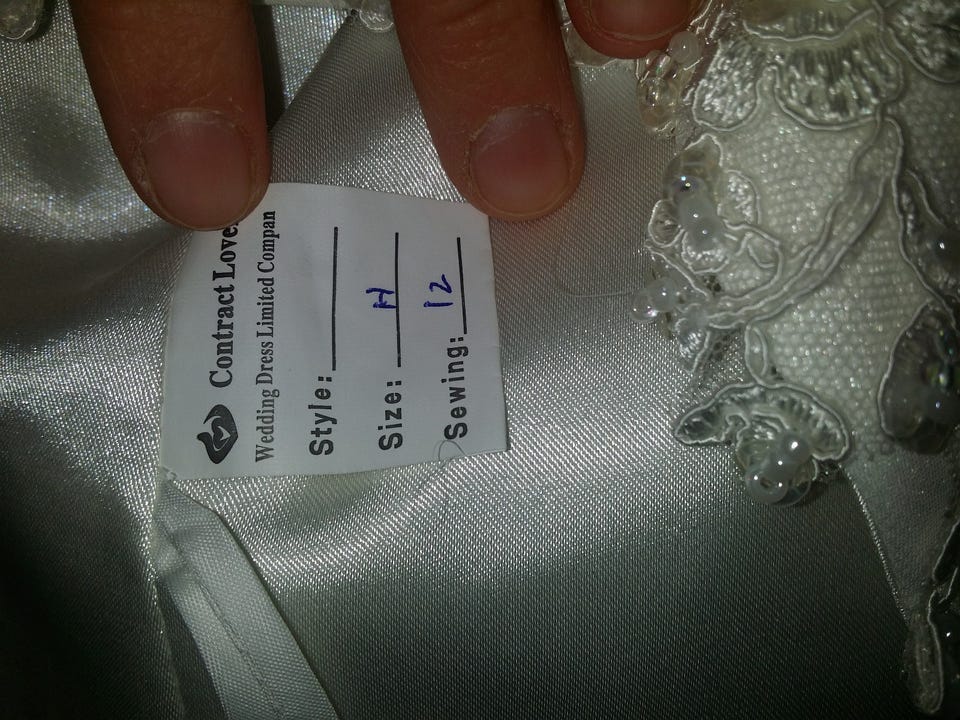 Contract Love
Wedding Dress Limited Compan
Style:
Size: H
Sewing: 12